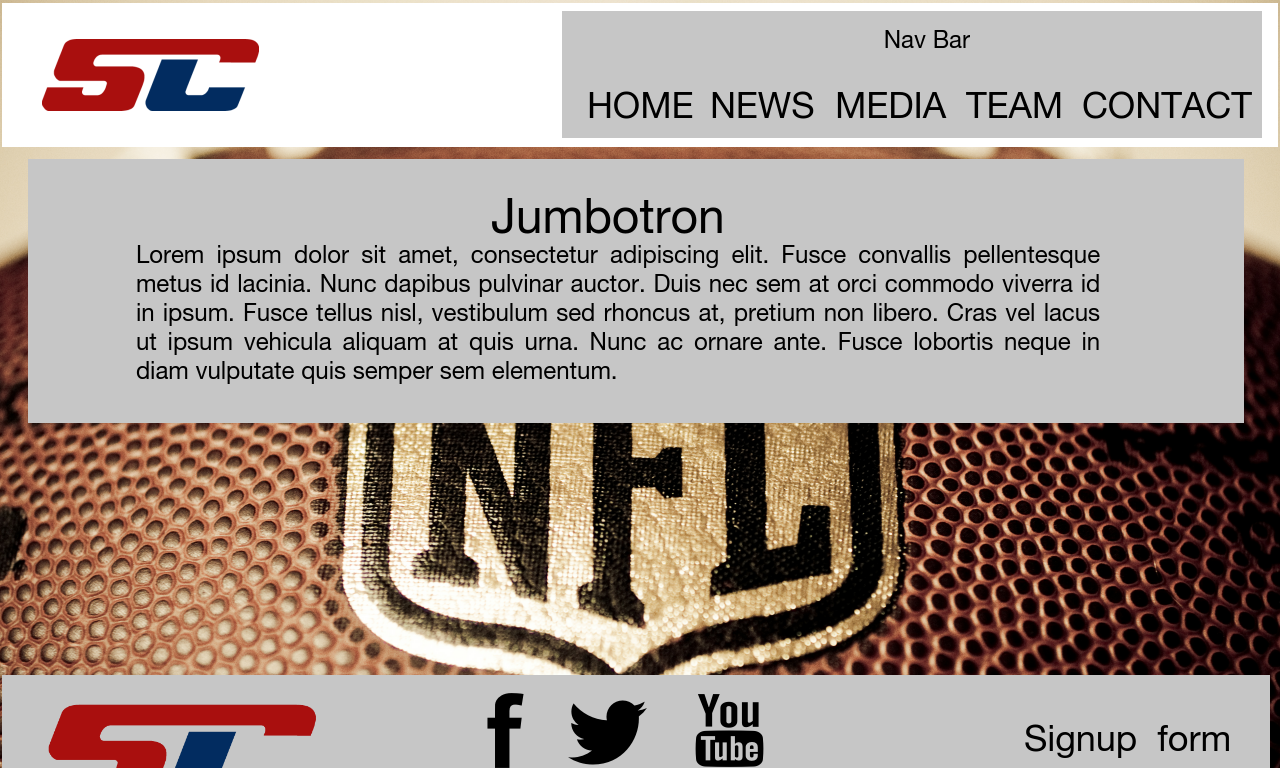 SC
Nav Bar
HOME NEWS MEDIA TEAM CONTACT
Jumbotron
Lorem ipsum dolor sit amet, consectetur adipiscing elit. Fusce convallis pellentesque
metus id lacinia. Nunc dapibus pulvinar auctor. Duis nec sem at orci commodo viverra id
in ipsum. Fusce tellus nisl, vestibulum sed rhoncus at, pretium non libero. Cras vel lacus
ut ipsum vehicula aliquam at quis urna. Nunc ac ornare ante. Fusce lobortis neque in
diam vulputate quis semper sem elementum.
NFL
SC
f
You
Tube
Signup form